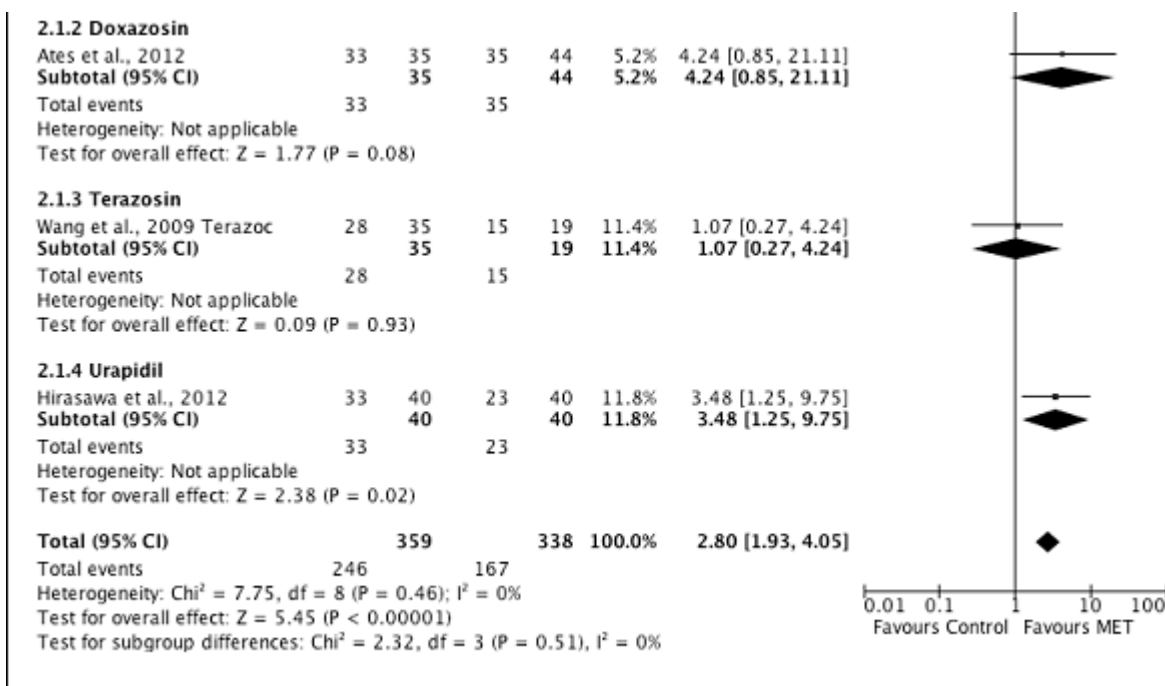 2.1.2 Doxazosin
Ates et al., 2012 33 35 35 44 5.2% 4.24 [0.85, 21.11]
Subtotal (95% CI) 35 44 5.2% 4.24 [0.85, 21.11]
Total events 33 35
Heterogeneity: Not applicable
Test for overall effect: Z = 1.77 (P = 0.08)
2.1.3 Terazosin
Wang et al., 2009 Terazoc 28 35 15 19 11.4% 1.07 [0.27, 4.24]
Subtotal (95% CI) 35 19 11.4% 1.07 [0.27, 4.24]
Total events 28 15
Heterogeneity: Not applicable
Test for overall effect: Z = 0.09 (P = 0.93)
2.1.4 Urapidil
Hirasawa et al., 2012 33 40 23 40 11.8% 3.48 [1.25, 9.75]
Subtotal (95% CI) 40 40 11.8% 3.48 [1.25, 9.75]
Total events 33 23
Heterogeneity: Not applicable
Test for overall effect: Z = 2.38 (P = 0.02)
Total (95% CI) 359 338 100.0% 2.80 [1.93, 4.05]
Total events 246 167
Heterogeneity: Chi² = 7.75, df = 8 (P = 0.46); I² = 0%
Test for overall effect: Z = 5.45 (P < 0.00001)
Test for subgroup differences: Chi² = 2.32, df = 3 (P = 0.51), I² = 0%
0.01 0.1 1 10 100
Favours Control Favours MET